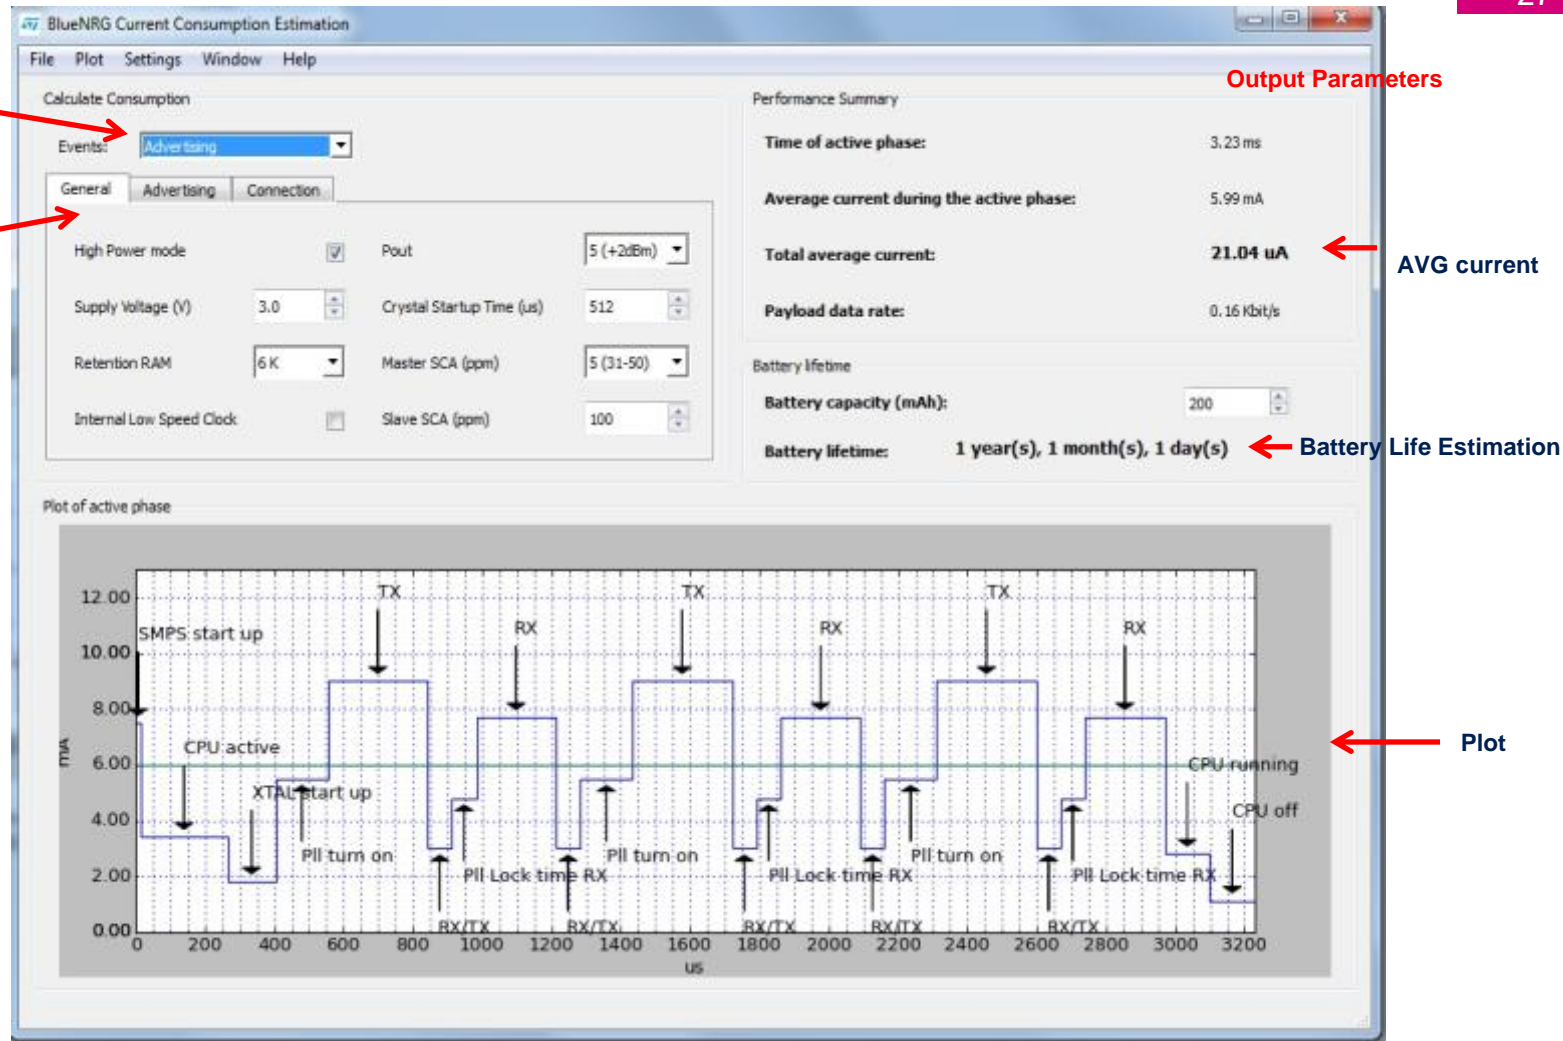 27
BlueNRG Current Consumption Estimation
File Plot Settings Window Help
Output Parameters
Calculate Consumption
Events: Advertising
General Advertising Connection
High Power mode Pout 5 (+2dBm)
Supply Voltage (V) 3.0 Crystal Startup Time (us) 512
Retention RAM 6 K Master SCA (ppm) 5 (31-50)
Internal Low Speed Clock Slave SCA (ppm) 100
Performance Summary
Time of active phase: 3.23 ms
Average current during the active phase: 5.99 mA
Total average current: 21.04 uA
AVG current
Payload data rate: 0.16 Kbit/s
Battery lifetime
Battery capacity (mAh): 200
Battery lifetime: 1 year(s), 1 month(s), 1 day(s)
Battery Life Estimation
Plot of active phase
TX TX TX
12.00
SMPS start up RX RX RX
10.00
8.00
CPU active
mA
6.00 CPU running
Plot
XTAL start up
4.00 CPU off
Pll turn on Pll turn on Pll turn on
2.00 Pll Lock time RX Pll Lock time RX Pll Lock time RX
0.00 RX/TX RX/TX RX/TX RX/TX RX/TX
0 200 400 600 800 1000 1200 1400 1600 1800 2000 2200 2400 2600 2800 3000 3200
us